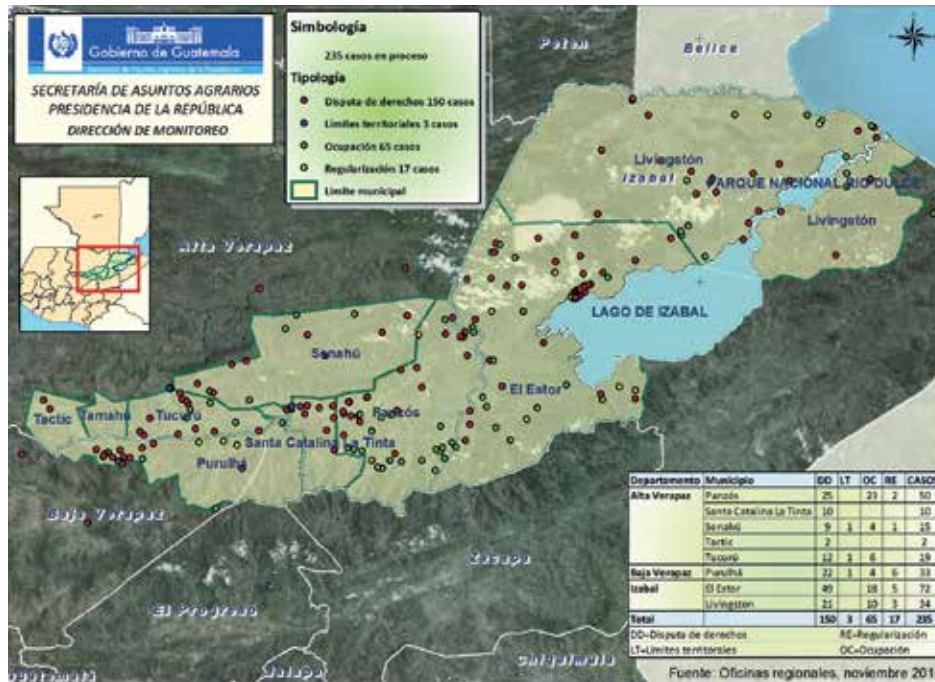 Gobierno de Guatemala
SECRETARÍA DE ASUNTOS AGRARIOS
PRESIDENCIA DE LA REPÚBLICA
DIRECCIÓN DE MONITOREO
Simbología
235 casos en proceso
Tipología
Disputa de derechos 150 casos
Límites territoriales 3 casos
Ocupación 65 casos
Regularización 17 casos
Límite municipal
Petén
Belice
Livingstón
Izabal
PARQUE NACIONAL RIO DULCE
Livingstón
Alta Verapaz
LAGO DE IZABAL
Senahú
El Estor
Tactic
Tamahú
Tucurú
Panzós
Santa Catalina La Tinta
Purulhá
Baja Verapaz
Zacapa
El Progreso
Jalapa
Chiquimula
Departamento Municipio DD LT OC RE CASOS
Alta Verapaz Panzós 25 23 2 50
Santa Catalina La Tinta 10 10
Senahú 9 1 4 1 15
Tactic 2 2
Tucurú 12 1 6 19
Baja Verapaz Purulhá 22 1 4 6 33
Izabal El Estor 49 18 5 72
Livingston 21 10 3 34
Total 150 3 65 17 235
DD=Disputa de derechos RE=Regularización
LT=Límites territoriales OC=Ocupación
Fuente: Oficinas regionales, noviembre 201